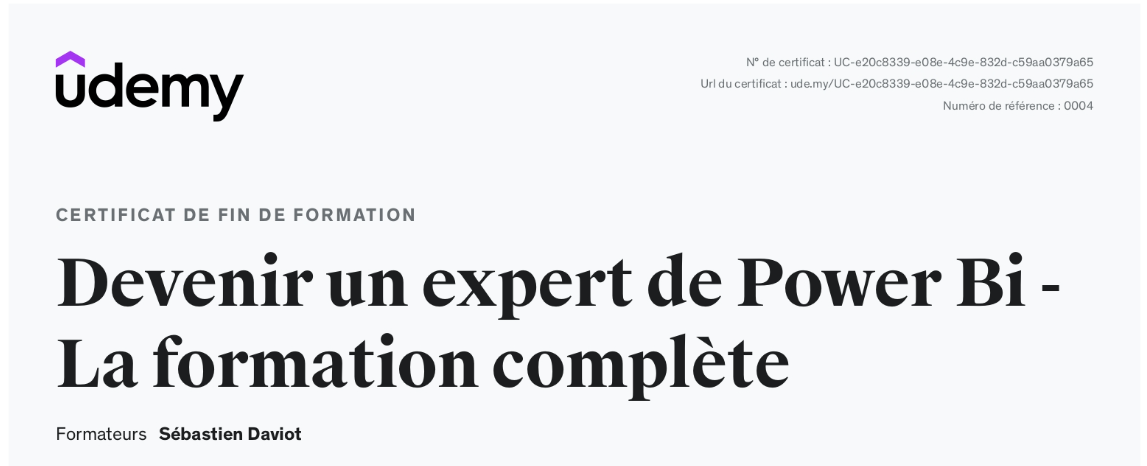 udemy
N° de certificat : UC-e20c8339-e08e-4c9e-832d-c59aa0379a65
Url du certificat : ude.my/UC-e20c8339-e08e-4c9e-832d-c59aa0379a65
Numéro de référence : 0004
CERTIFICAT DE FIN DE FORMATION
Devenir un expert de Power Bi -
La formation complète
Formateurs Sébastien Daviot